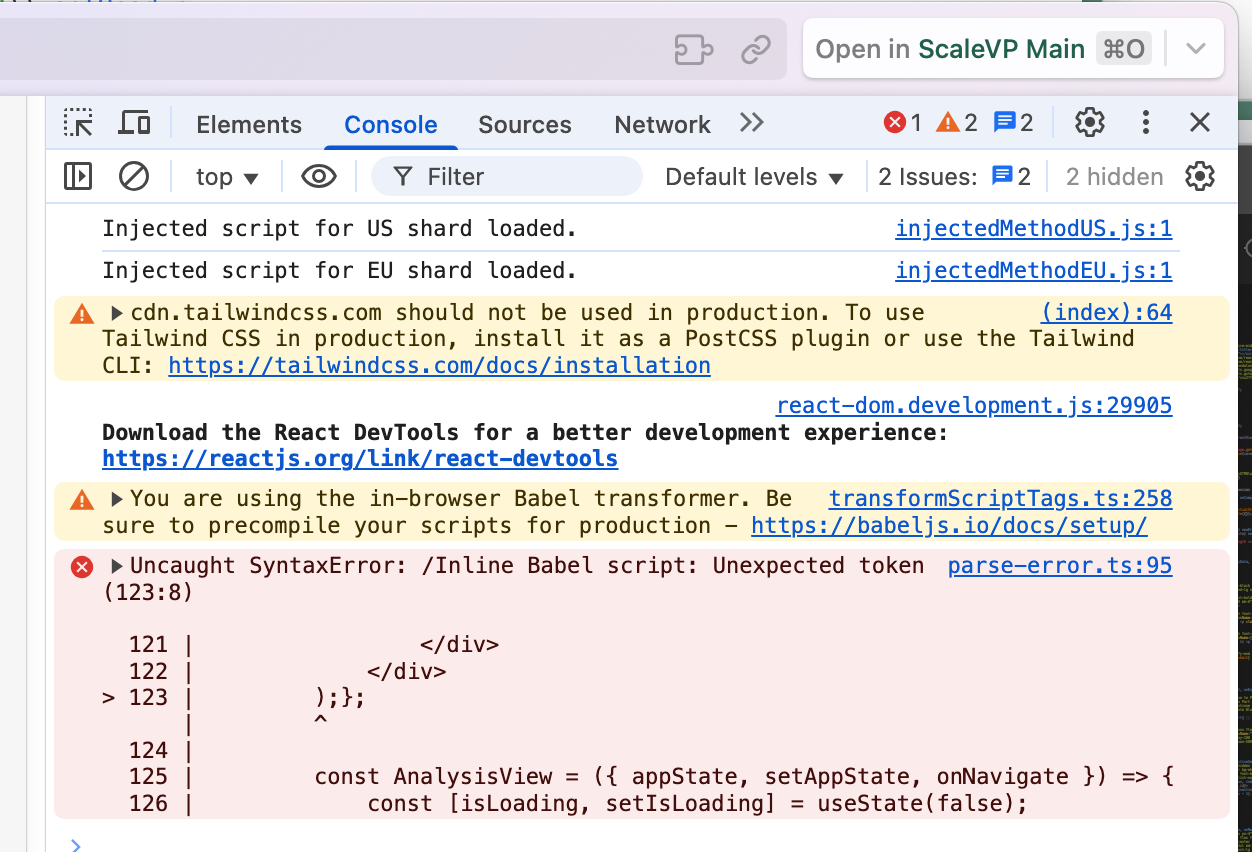 Open in ScaleVP Main ⌘O
Elements Console Sources Network 1 2 2
top Filter Default levels 2 Issues: 2 2 hidden
Injected script for US shard loaded. injectedMethodUS.js:1
Injected script for EU shard loaded. injectedMethodEU.js:1
cdn.tailwindcss.com should not be used in production. To use (index):64
Tailwind CSS in production, install it as a PostCSS plugin or use the Tailwind
CLI: https://tailwindcss.com/docs/installation
react-dom.development.js:29905
Download the React DevTools for a better development experience:
https://reactjs.org/link/react-devtools
You are using the in-browser Babel transformer. Be transformScriptTags.ts:258
sure to precompile your scripts for production – https://babeljs.io/docs/setup/
Uncaught SyntaxError: /Inline Babel script: Unexpected token parse-error.ts:95
(123:8)
121 | </div>
122 | </div>
> 123 | );};
| ^
124 |
125 | const AnalysisView = ({ appState, setAppState, onNavigate }) => {
126 | const [isLoading, setIsLoading] = useState(false);